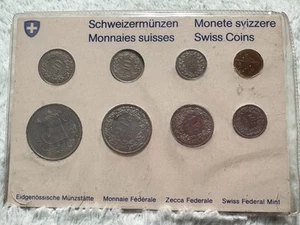 Schweizermünzen Monete svizzere
Monnaies suisses Swiss Coins
Eidgenössische Münzstätte Monnaie Fédérale Zecca Federale Swiss Federal Mint